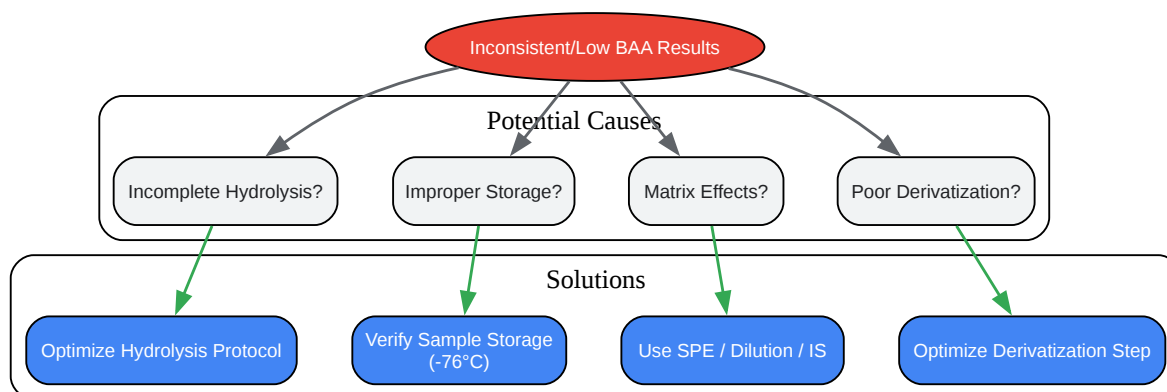 Inconsistent/Low BAA Results
Potential Causes
Incomplete Hydrolysis?
Improper Storage?
Matrix Effects?
Poor Derivatization?
Solutions
Optimize Hydrolysis Protocol
Verify Sample Storage
(-76°C)
Use SPE / Dilution / IS
Optimize Derivatization Step